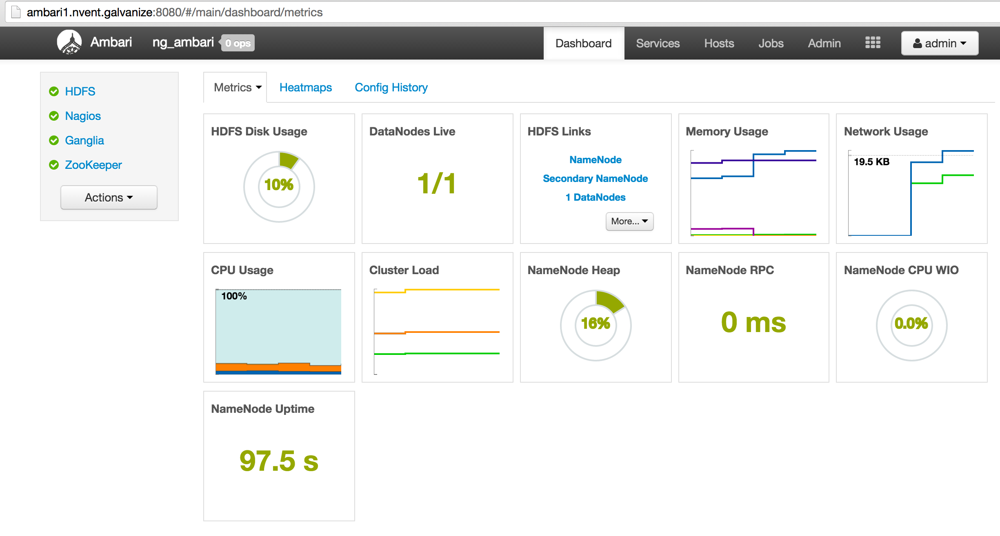 ambari1.nvent.galvanize:8080/#/main/dashboard/metrics
Ambari ng_ambari 0 ops Dashboard Services Hosts Jobs Admin admin
HDFS
Nagios
Ganglia
ZooKeeper
Actions
Metrics Heatmaps Config History
HDFS Disk Usage
10%
DataNodes Live
1/1
HDFS Links
NameNode
Secondary NameNode
1 DataNodes
More...
Memory Usage
Network Usage
19.5 KB
CPU Usage
100%
Cluster Load
NameNode Heap
16%
NameNode RPC
0 ms
NameNode CPU WIO
0.0%
NameNode Uptime
97.5 s